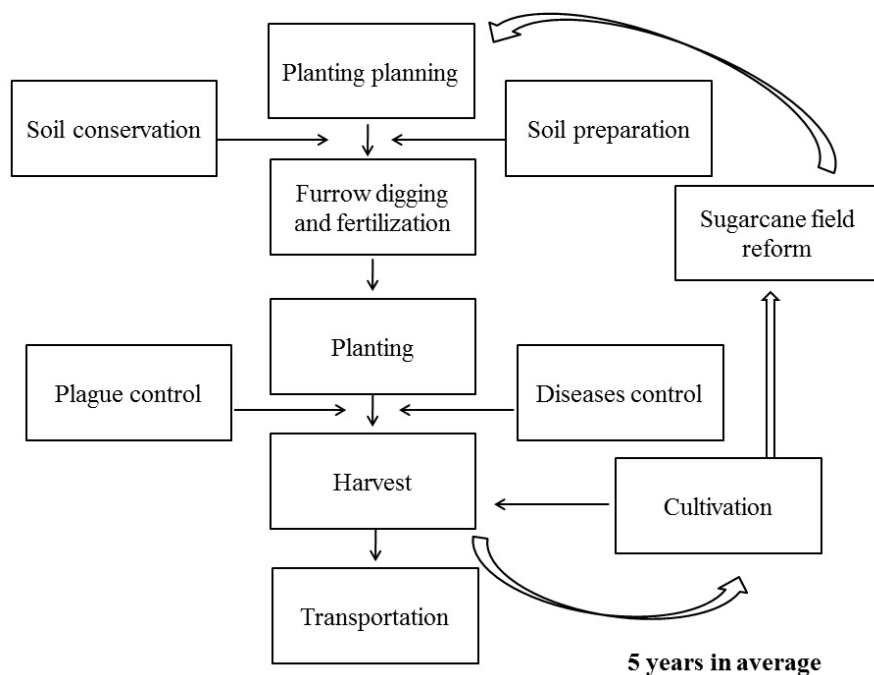 Planting planning
Soil conservation
Soil preparation
Furrow digging
and fertilization
Sugarcane field
reform
Planting
Plague control
Diseases control
Harvest
Cultivation
Transportation
5 years in average